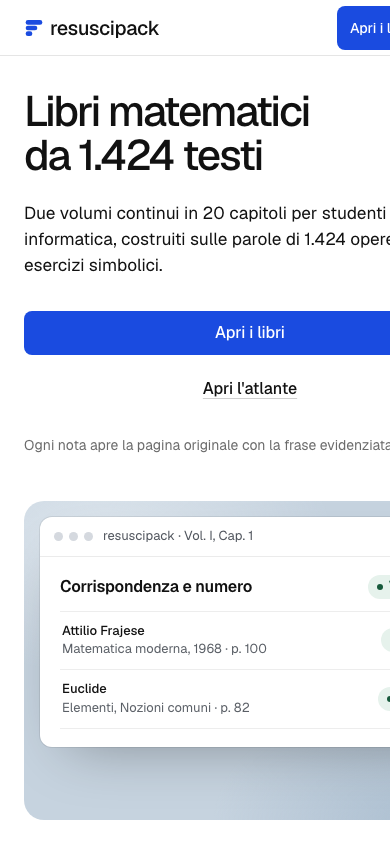 resuscipack
Apri i l
Libri matematici
da 1.424 testi
Due volumi continui in 20 capitoli per studenti
informatica, costruiti sulle parole di 1.424 opere
esercizi simbolici.
Apri i libri
Apri l'atlante
Ogni nota apre la pagina originale con la frase evidenziata
resuscipack · Vol. I, Cap. 1
Corrispondenza e numero
Attilio Frajese
Matematica moderna, 1968 · p. 100
Euclide
Elementi, Nozioni comuni · p. 82